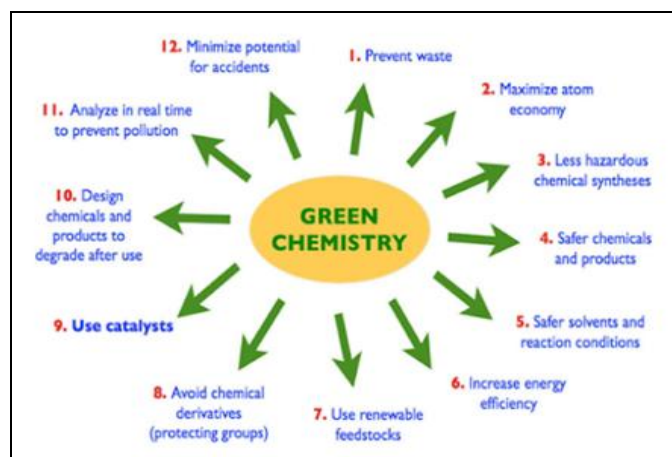 GREEN
CHEMISTRY
1. Prevent waste
2. Maximize atom
economy
3. Less hazardous
chemical syntheses
4. Safer chemicals
and products
5. Safer solvents and
reaction conditions
6. Increase energy
efficiency
7. Use renewable
feedstocks
8. Avoid chemical
derivatives
(protecting groups)
9. Use catalysts
10. Design
chemicals and
products to
degrade after use
11. Analyze in real time
to prevent pollution
12. Minimize potential
for accidents